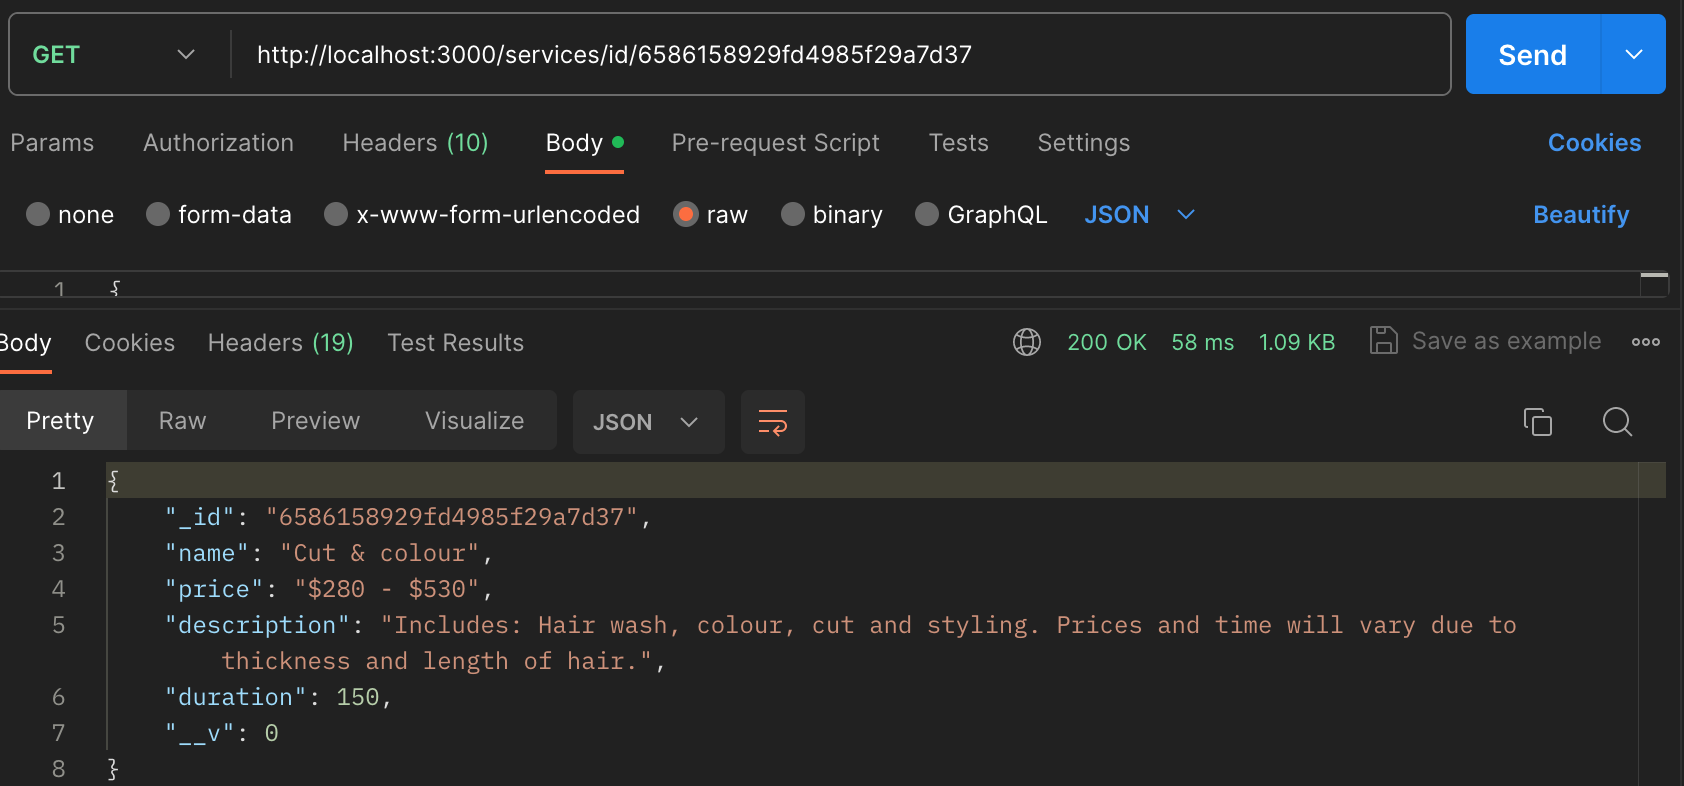 GET http://localhost:3000/services/id/6586158929fd4985f29a7d37 Send
Params Authorization Headers (10) Body Pre-request Script Tests Settings Cookies
none form-data x-www-form-urlencoded raw binary GraphQL JSON Beautify
1 {
Body Cookies Headers (19) Test Results 200 OK 58 ms 1.09 KB Save as example
Pretty Raw Preview Visualize JSON
1 {
2 "_id": "6586158929fd4985f29a7d37",
3 "name": "Cut & colour",
4 "price": "$280 - $530",
5 "description": "Includes: Hair wash, colour, cut and styling. Prices and time will vary due to
thickness and length of hair.",
6 "duration": 150,
7 "__v": 0
8 }